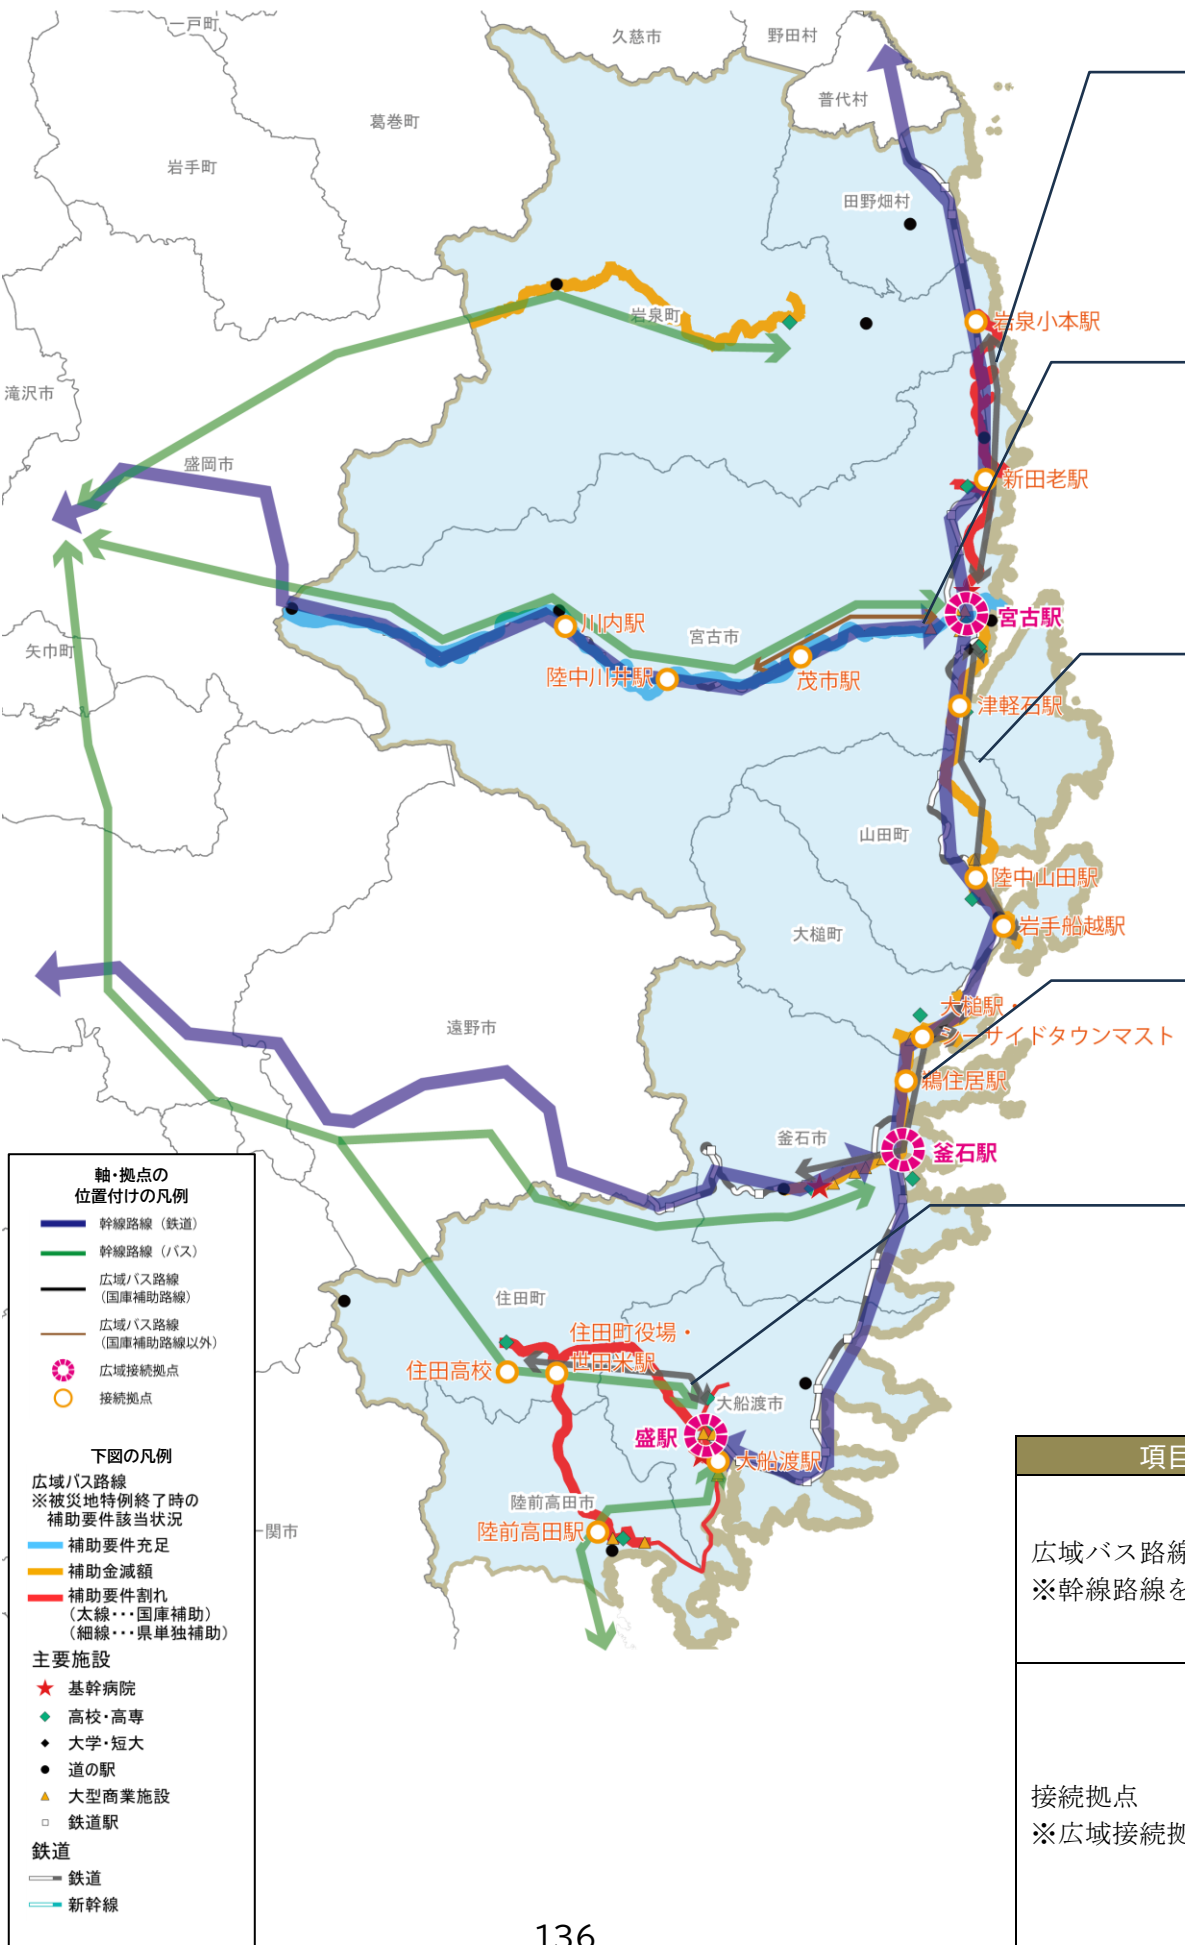 一戸町
久慈市
野田村
普代村
葛巻町
岩手町
田野畑村
岩泉町
岩泉小本駅
滝沢市
盛岡市
新田老駅
宮古駅
川内駅
宮古市
矢巾町
陸中川井駅
茂市駅
津軽石駅
山田町
陸中山田駅
岩手船越駅
大槌町
大槌駅・
シーサイドタウンマスト
遠野市
鵜住居駅
釜石市
釜石駅
住田町
住田町役場・
世田米駅
住田高校
大船渡市
盛駅
大船渡駅
陸前高田市
陸前高田駅
一関市
軸・拠点の
位置付けの凡例
幹線路線（鉄道）
幹線路線（バス）
広域バス路線
（国庫補助路線）
広域バス路線
（国庫補助路線以外）
広域接続拠点
接続拠点
下図の凡例
広域バス路線
※被災地特例終了時の
補助要件該当状況
補助要件充足
補助金減額
補助要件割れ
（太線･･･国庫補助）
（細線･･･県単独補助）
主要施設
基幹病院
高校・高専
大学・短大
道の駅
大型商業施設
鉄道駅
鉄道
鉄道
新幹線
項目
広域バス路線
※幹線路線を
接続拠点
※広域接続拠
136